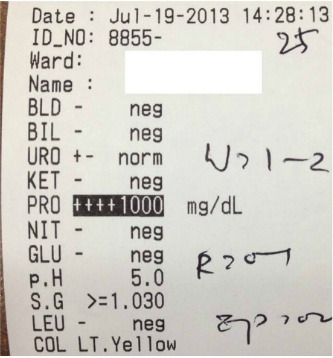 Date : Jul-19-2013 14:28:13
ID_NO: 8855-
25
Ward:
Name :
BLD - neg
BIL - neg
URO +- norm
KET - neg
PRO ++++1000 mg/dL
NIT - neg
GLU - neg
p.H 5.0
S.G >=1.030
LEU - neg
COL LT.Yellow